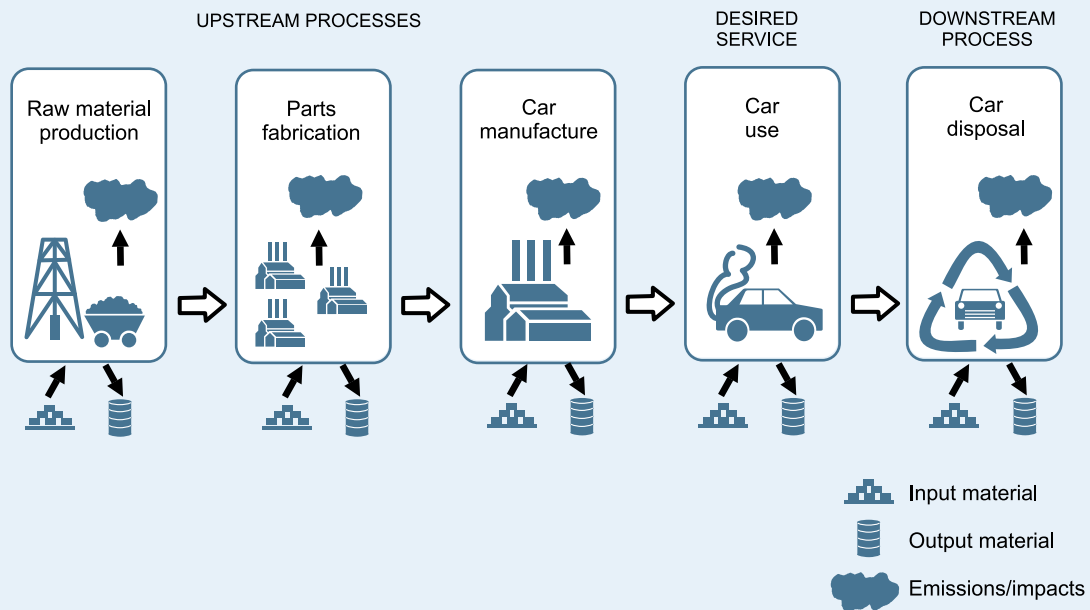 UPSTREAM PROCESSES
DESIRED
SERVICE
DOWNSTREAM
PROCESS
Raw material
production
Parts
fabrication
Car
manufacture
Car
use
Car
disposal
Input material
Output material
Emissions/impacts